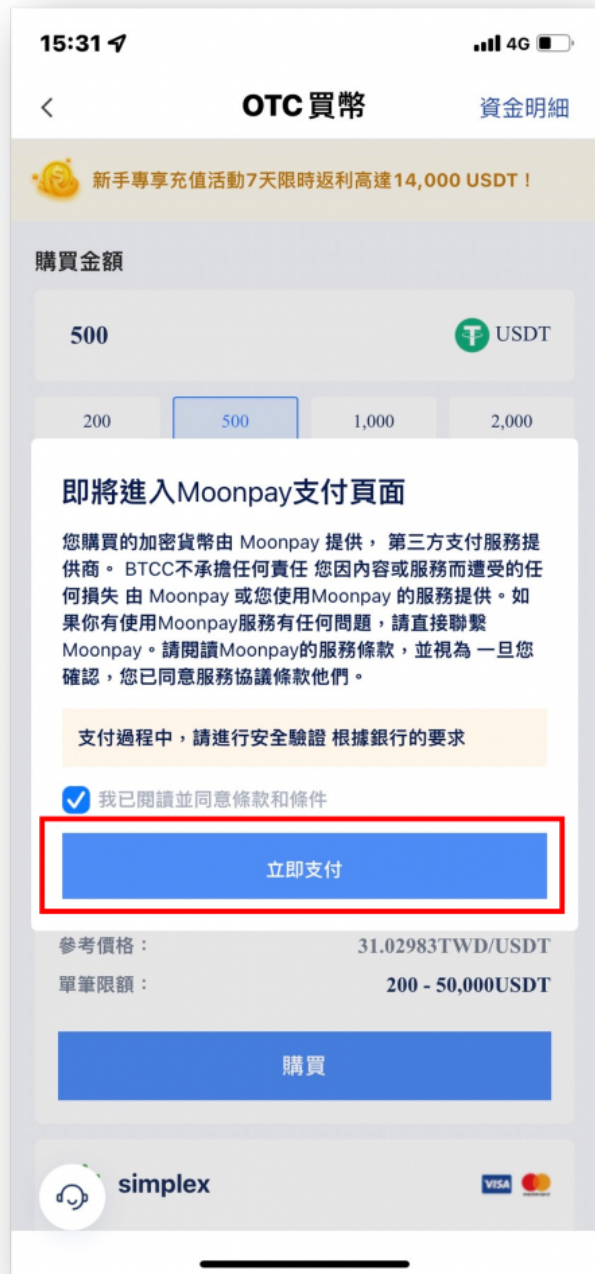 15:31
4G
OTC買幣
資金明細
新手專享充值活動7天限時返利高達14,000 USDT！
購買金額
500
USDT
200
500
1,000
2,000
即將進入Moonpay支付頁面
您購買的加密貨幣由 Moonpay 提供， 第三方支付服務提
供商。 BTCC不承擔任何責任 您因內容或服務而遭受的任
何損失 由 Moonpay 或您使用Moonpay 的服務提供。如
果你有使用Moonpay服務有任何問題，請直接聯繫
Moonpay。請閱讀Moonpay的服務條款，並視為 一旦您
確認，您已同意服務協議條款他們。
支付過程中，請進行安全驗證 根據銀行的要求
我已閱讀並同意條款和條件
立即支付
參考價格：
31.02983TWD/USDT
單筆限額：
200 - 50,000USDT
購買
simplex
VISA